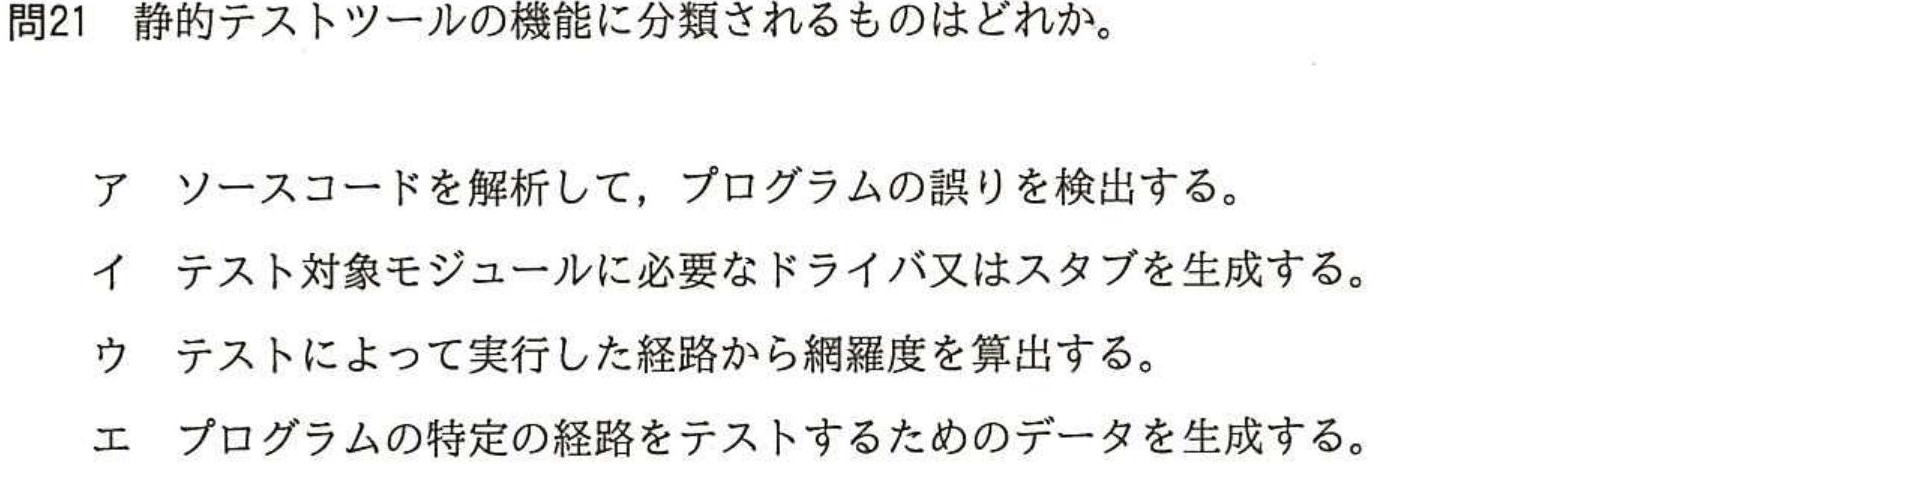 問21　静的テストツールの機能に分類されるものはどれか。
ア　ソースコードを解析して，プログラムの誤りを検出する。
イ　テスト対象モジュールに必要なドライバ又はスタブを生成する。
ウ　テストによって実行した経路から網羅度を算出する。
エ　プログラムの特定の経路をテストするためのデータを生成する。